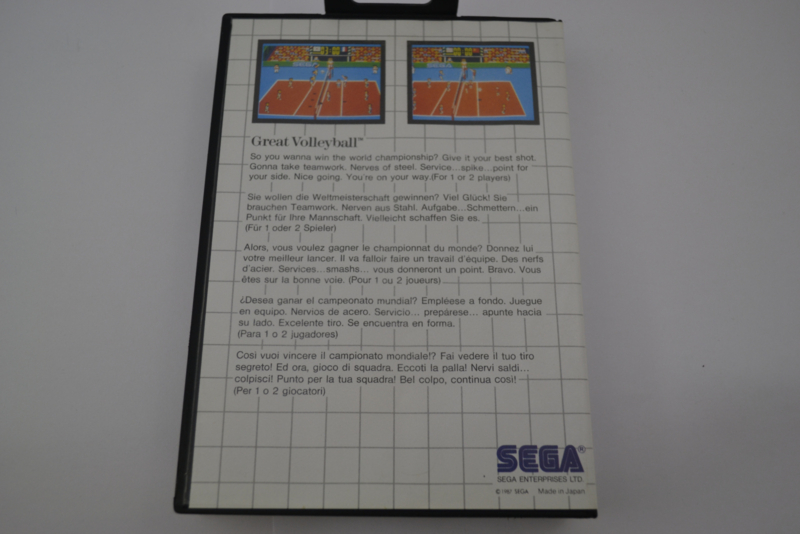 Great Volleyball™
So you wanna win the world championship? Give it your best shot.
Gonna take teamwork. Nerves of steel. Service...spike...point for
your side. Nice going. You're on your way.(For 1 or 2 players)
Sie wollen die Weltmeisterschaft gewinnen? Viel Glück! Sie
brauchen Teamwork. Nerven aus Stahl. Aufgabe...Schmettern...ein
Punkt für Ihre Mannschaft. Vielleicht schaffen Sie es.
(Für 1 oder 2 Spieler)
Alors, vous voulez gagner le championnat du monde? Donnez lui
votre meilleur lancer. Il va falloir faire un travail d'équipe. Des nerfs
d'acier. Services...smashs... vous donneront un point. Bravo. Vous
êtes sur la bonne voie. (Pour 1 ou 2 joueurs)
¿Desea ganar el campeonato mundial? Empléese a fondo. Juegue
en equipo. Nervios de acero. Servicio... prepárese... apunte hacia
su lado. Excelente tiro. Se encuentra en forma.
(Para 1 o 2 jugadores)
Così vuoi vincere il campionato mondiale!? Fai vedere il tuo tiro
segreto! Ed ora, gioco di squadra. Eccoti la palla! Nervi saldi...
colpisci! Punto per la tua squadra! Bel colpo, continua così!
(Per 1 o 2 giocatori)
SEGA®
SEGA ENTERPRISES LTD.
©1987 SEGA Made in Japan